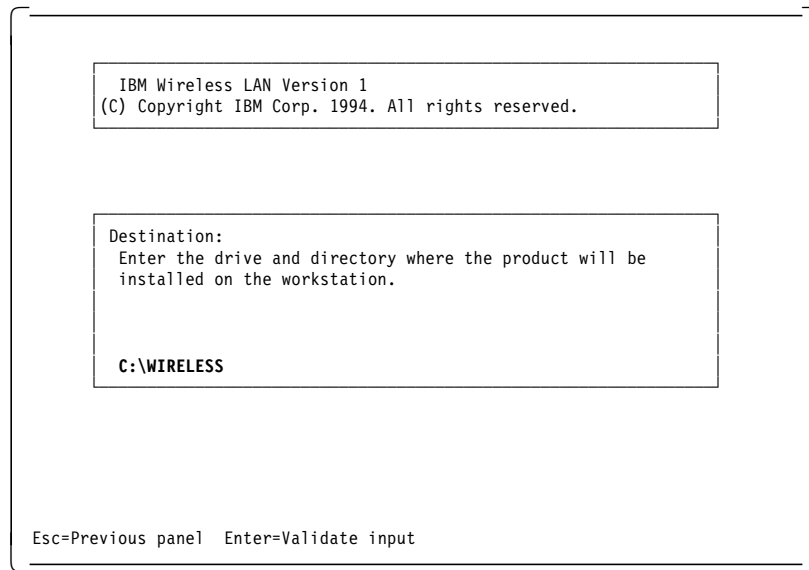 IBM Wireless LAN Version 1
(C) Copyright IBM Corp. 1994. All rights reserved.
Destination:
Enter the drive and directory where the product will be
installed on the workstation.
C:\WIRELESS
Esc=Previous panel  Enter=Validate input